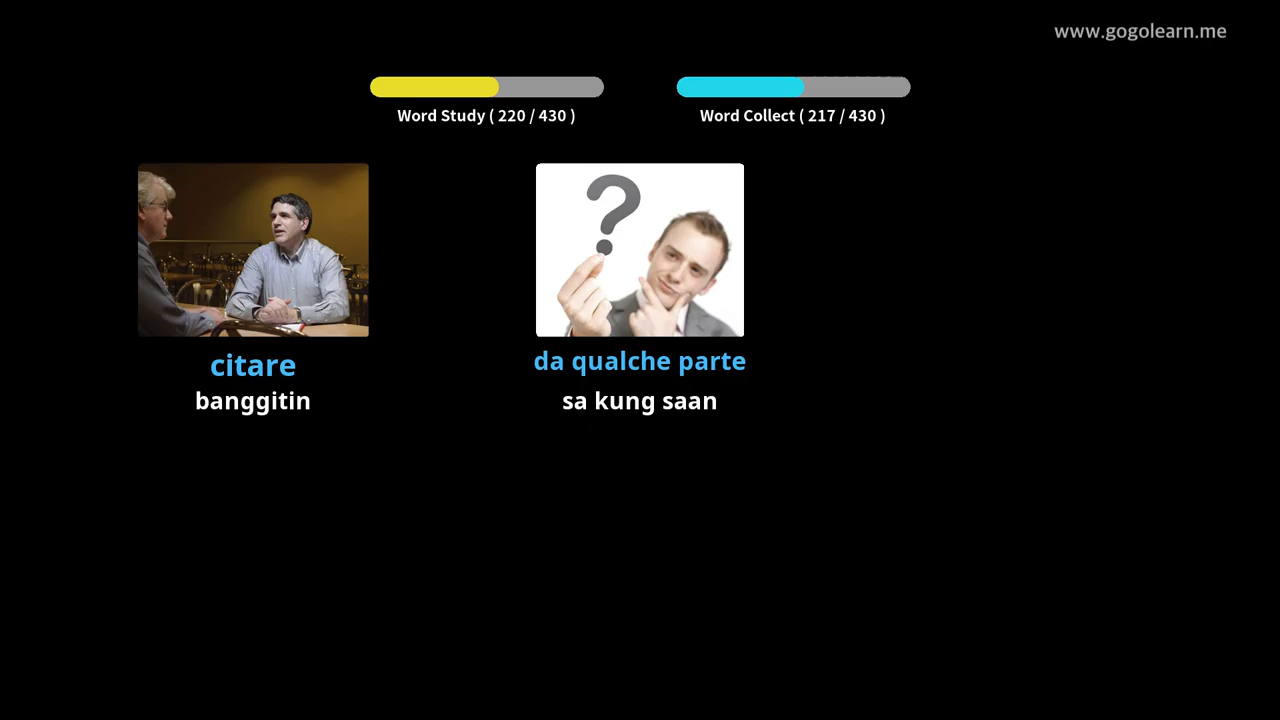 www.gogolearn.me
Word Study ( 220 / 430 )
Word Collect ( 217 / 430 )
citare
banggitin
da qualche parte
sa kung saan